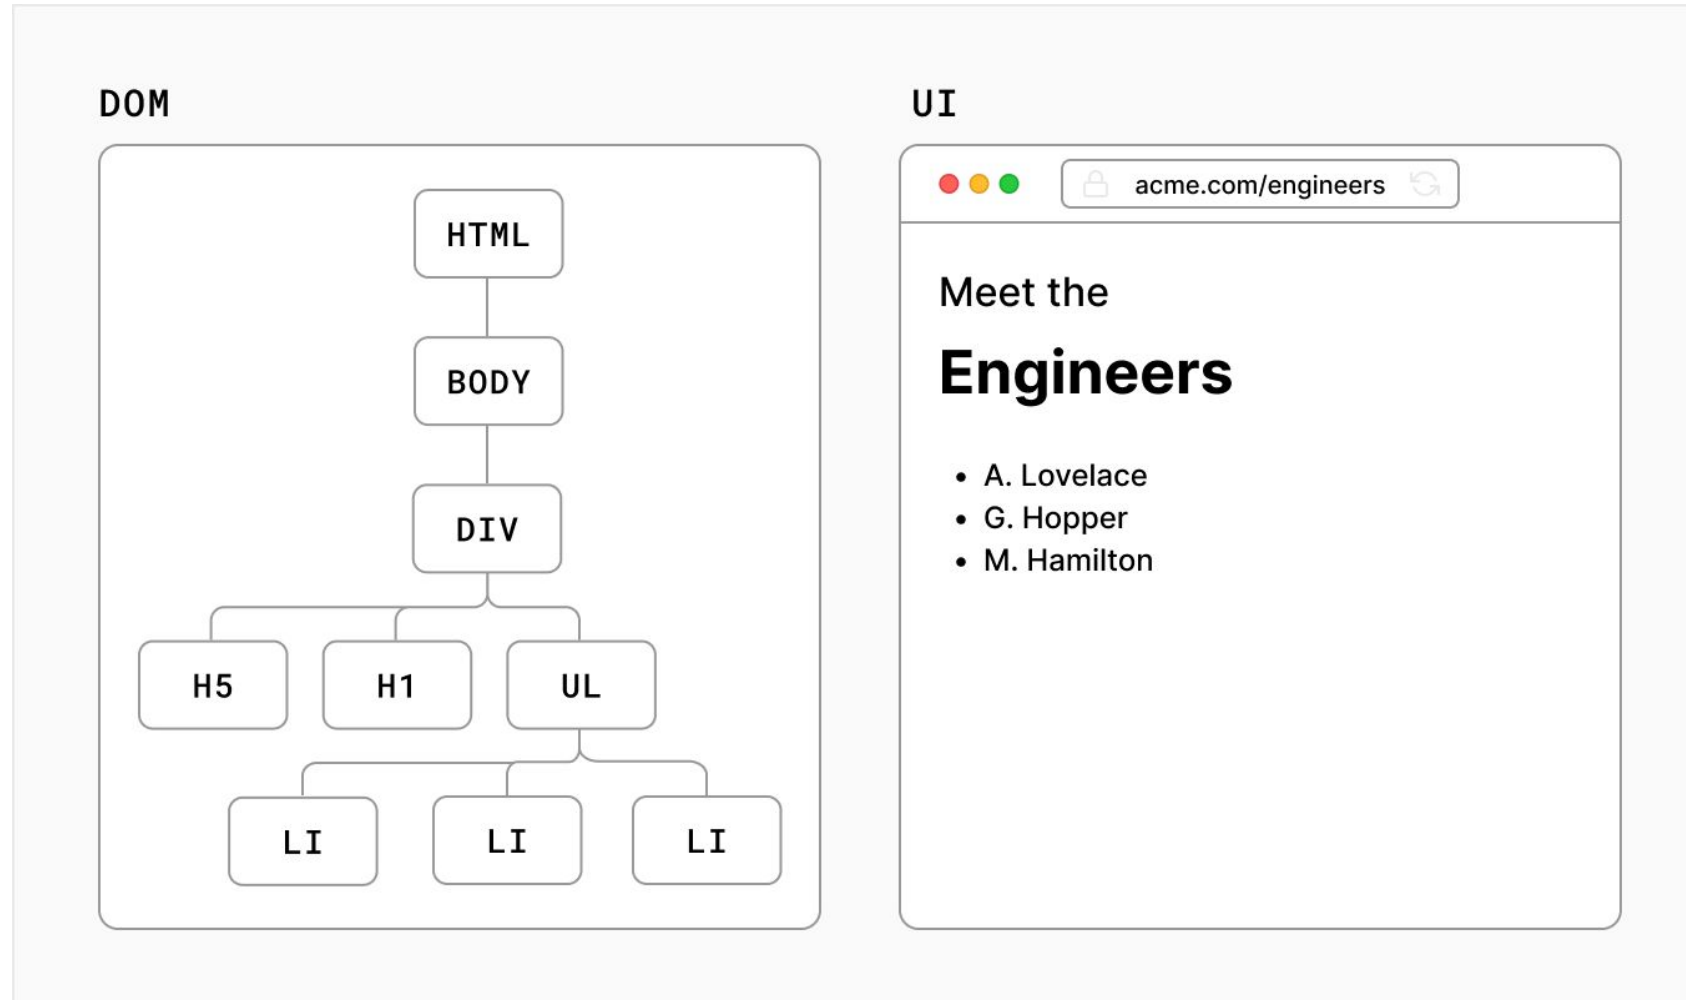 DOM
HTML
BODY
DIV
H5 H1 UL
LI LI LI
UI
acme.com/engineers
Meet the
Engineers
• A. Lovelace
• G. Hopper
• M. Hamilton